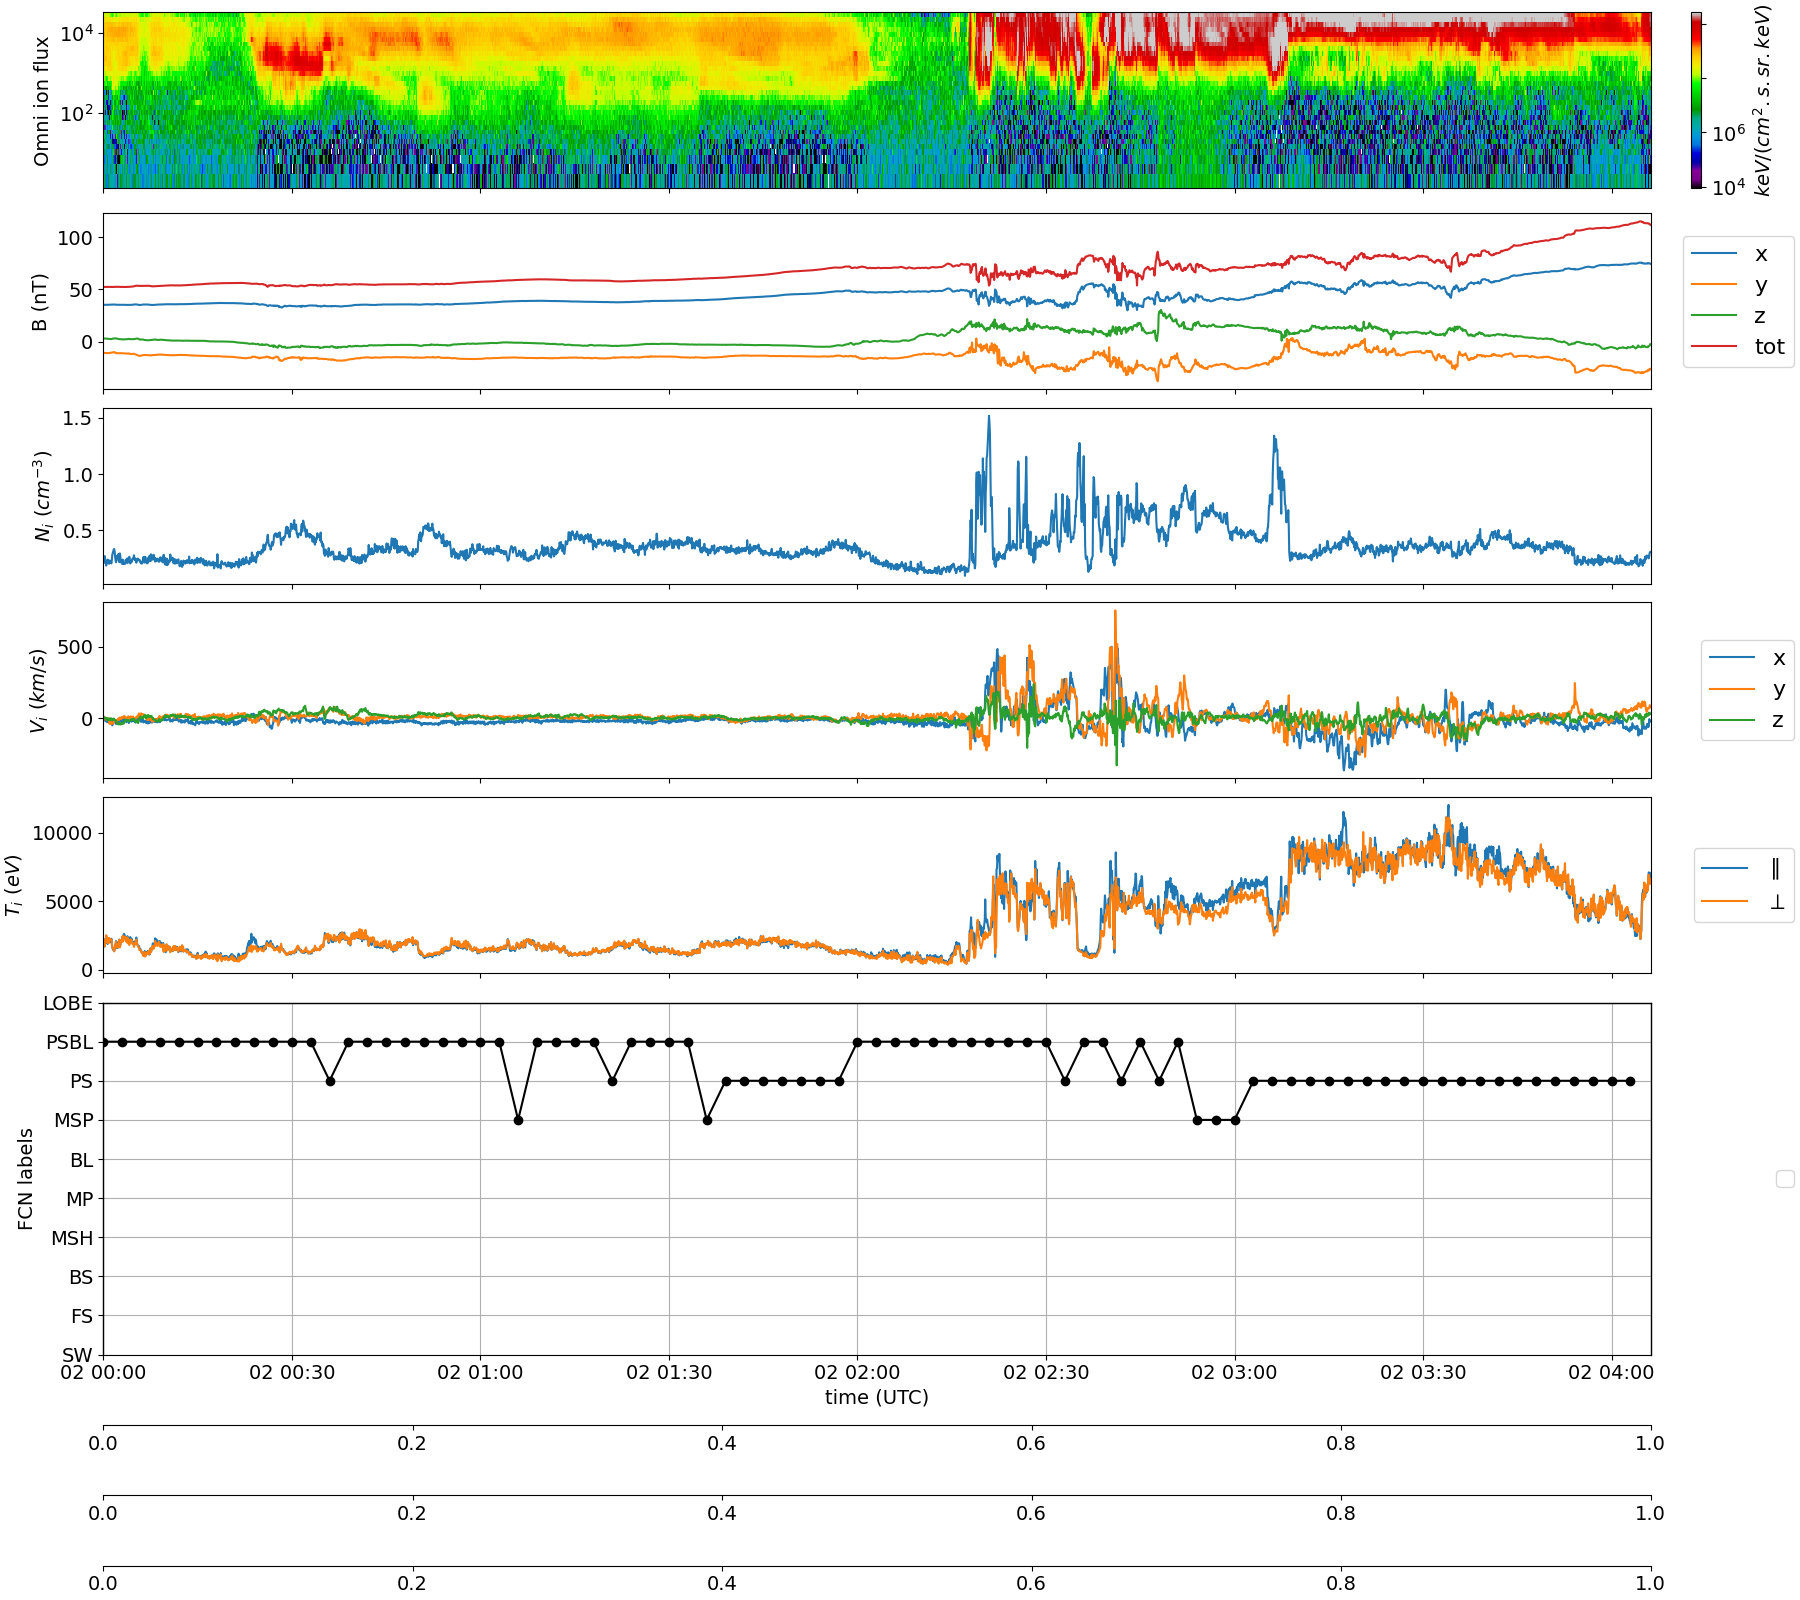 Omni ion flux
10^4
10^2
10^6
10^4
keV/(cm^2.s.sr.keV)
B (nT)
100
50
0
x
y
z
tot
N_i (cm^-3)
1.5
1.0
0.5
V_i (km/s)
500
0
x
y
z
T_i (eV)
10000
5000
0
∥
⊥
FCN labels
LOBE
PSBL
PS
MSP
BL
MP
MSH
BS
FS
SW
02 00:00 02 00:30 02 01:00 02 01:30 02 02:00 02 02:30 02 03:00 02 03:30 02 04:00
time (UTC)
0.0 0.2 0.4 0.6 0.8 1.0
0.0 0.2 0.4 0.6 0.8 1.0
0.0 0.2 0.4 0.6 0.8 1.0